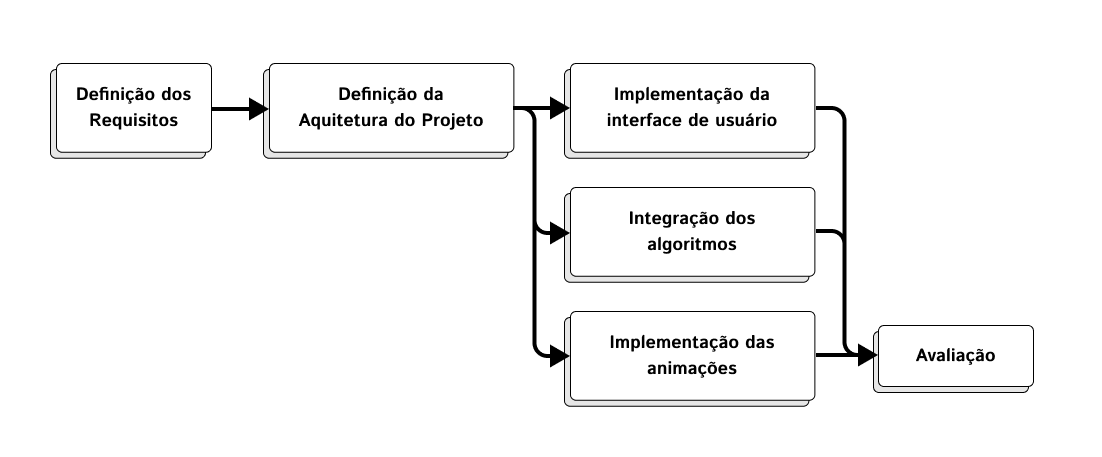 Definição dos
Requisitos
Definição da
Aquitetura do Projeto
Implementação da
interface de usuário
Integração dos
algoritmos
Implementação das
animações
Avaliação